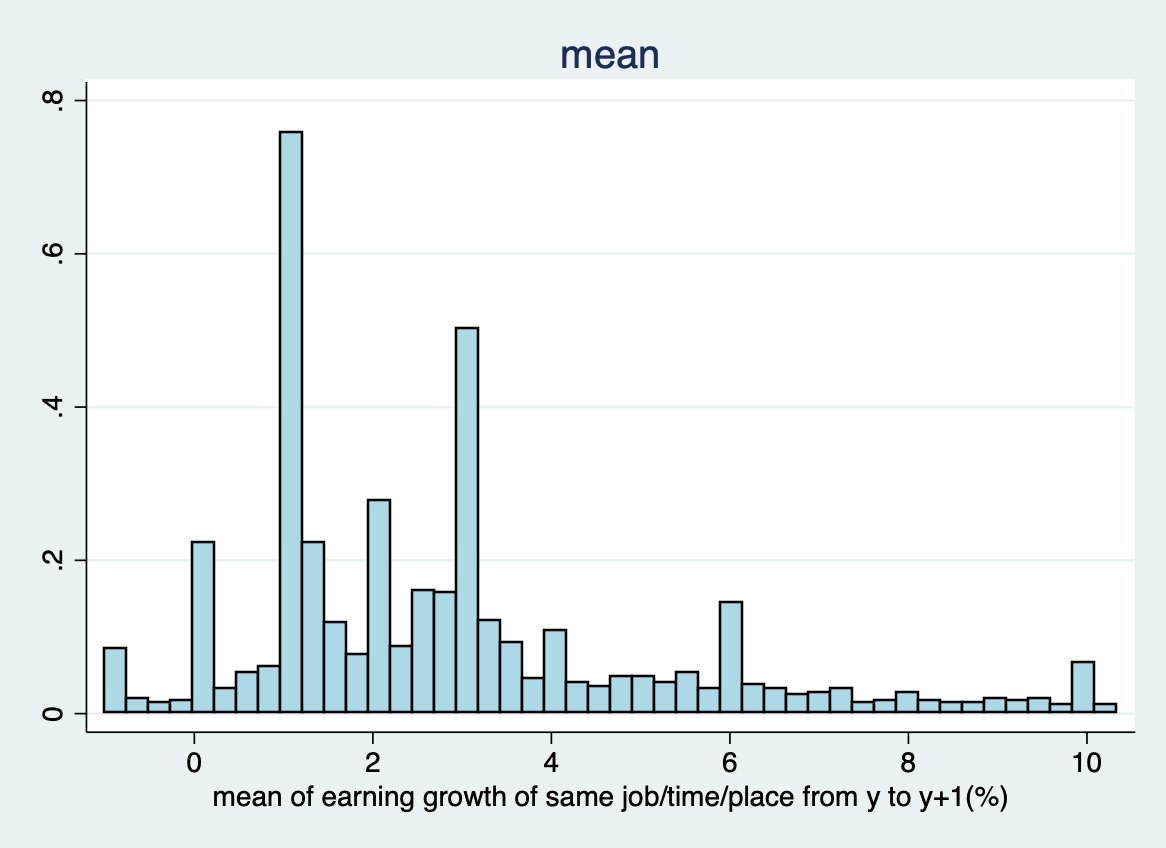 mean
.8
.6
.4
.2
0
0 2 4 6 8 10
mean of earning growth of same job/time/place from y to y+1(%)